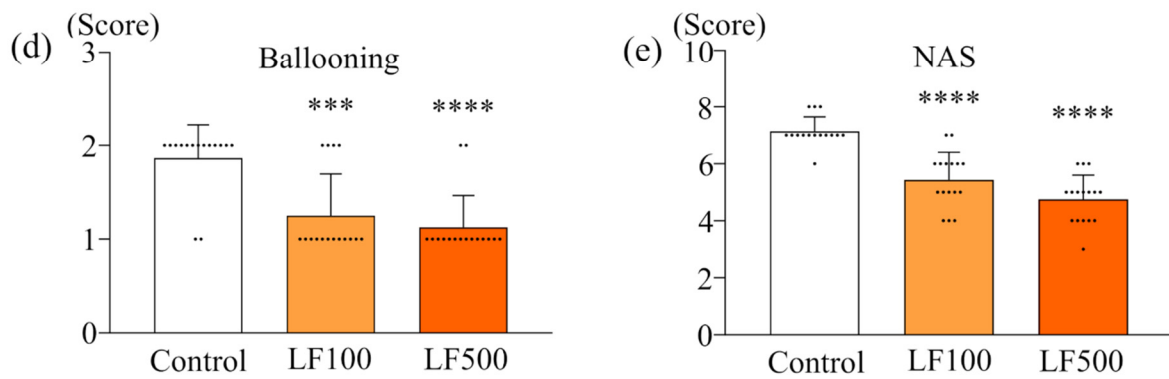 (d)
(Score)
Ballooning
3
2
1
0
***
****
Control
LF100
LF500
(e)
(Score)
NAS
10
8
6
4
2
0
****
****
Control
LF100
LF500